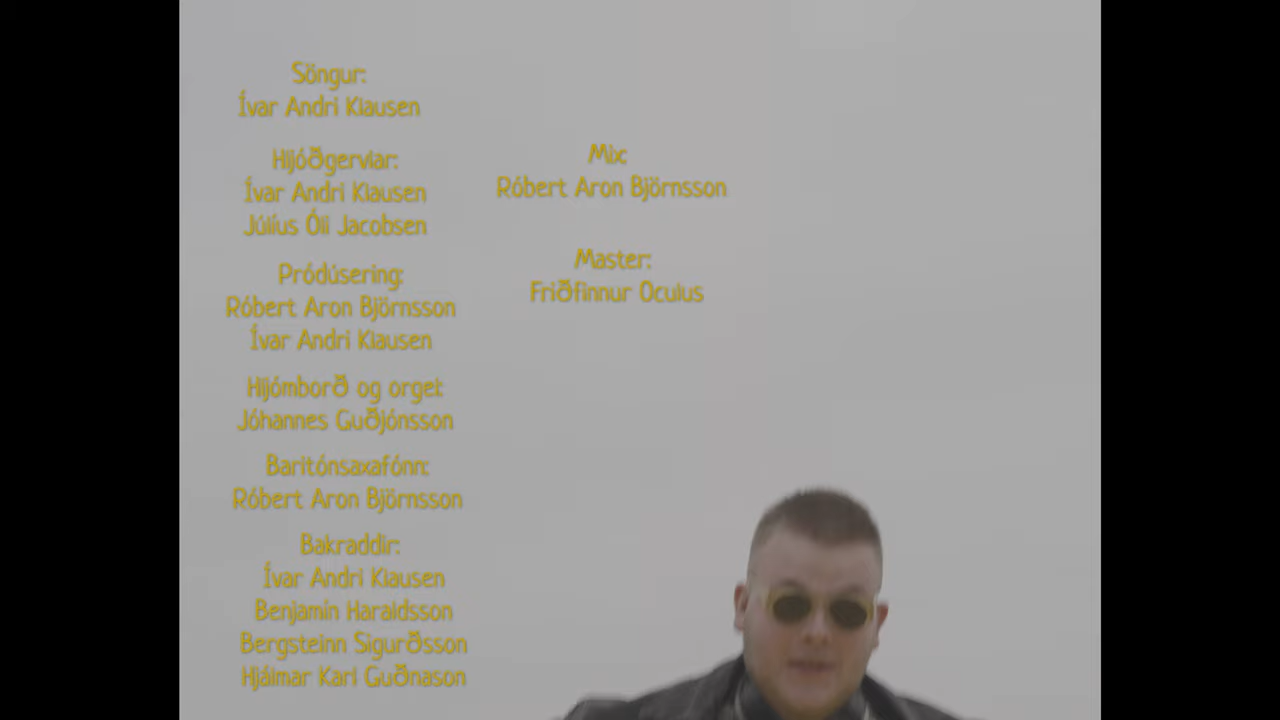 Söngur:
Ívar Andri Klausen
Hljóðgervlar:
Ívar Andri Klausen
Júlíus Óli Jacobsen
Pródúsering:
Róbert Aron Björnsson
Ívar Andri Klausen
Hljómborð og orgel:
Jóhannes Guðjónsson
Baritónsaxafónn:
Róbert Aron Björnsson
Bakraddir:
Ívar Andri Klausen
Benjamín Haraldsson
Bergsteinn Sigurðsson
Hjálmar Karl Guðnason
Mix
Róbert Aron Björnsson
Master:
Friðfinnur Oculus